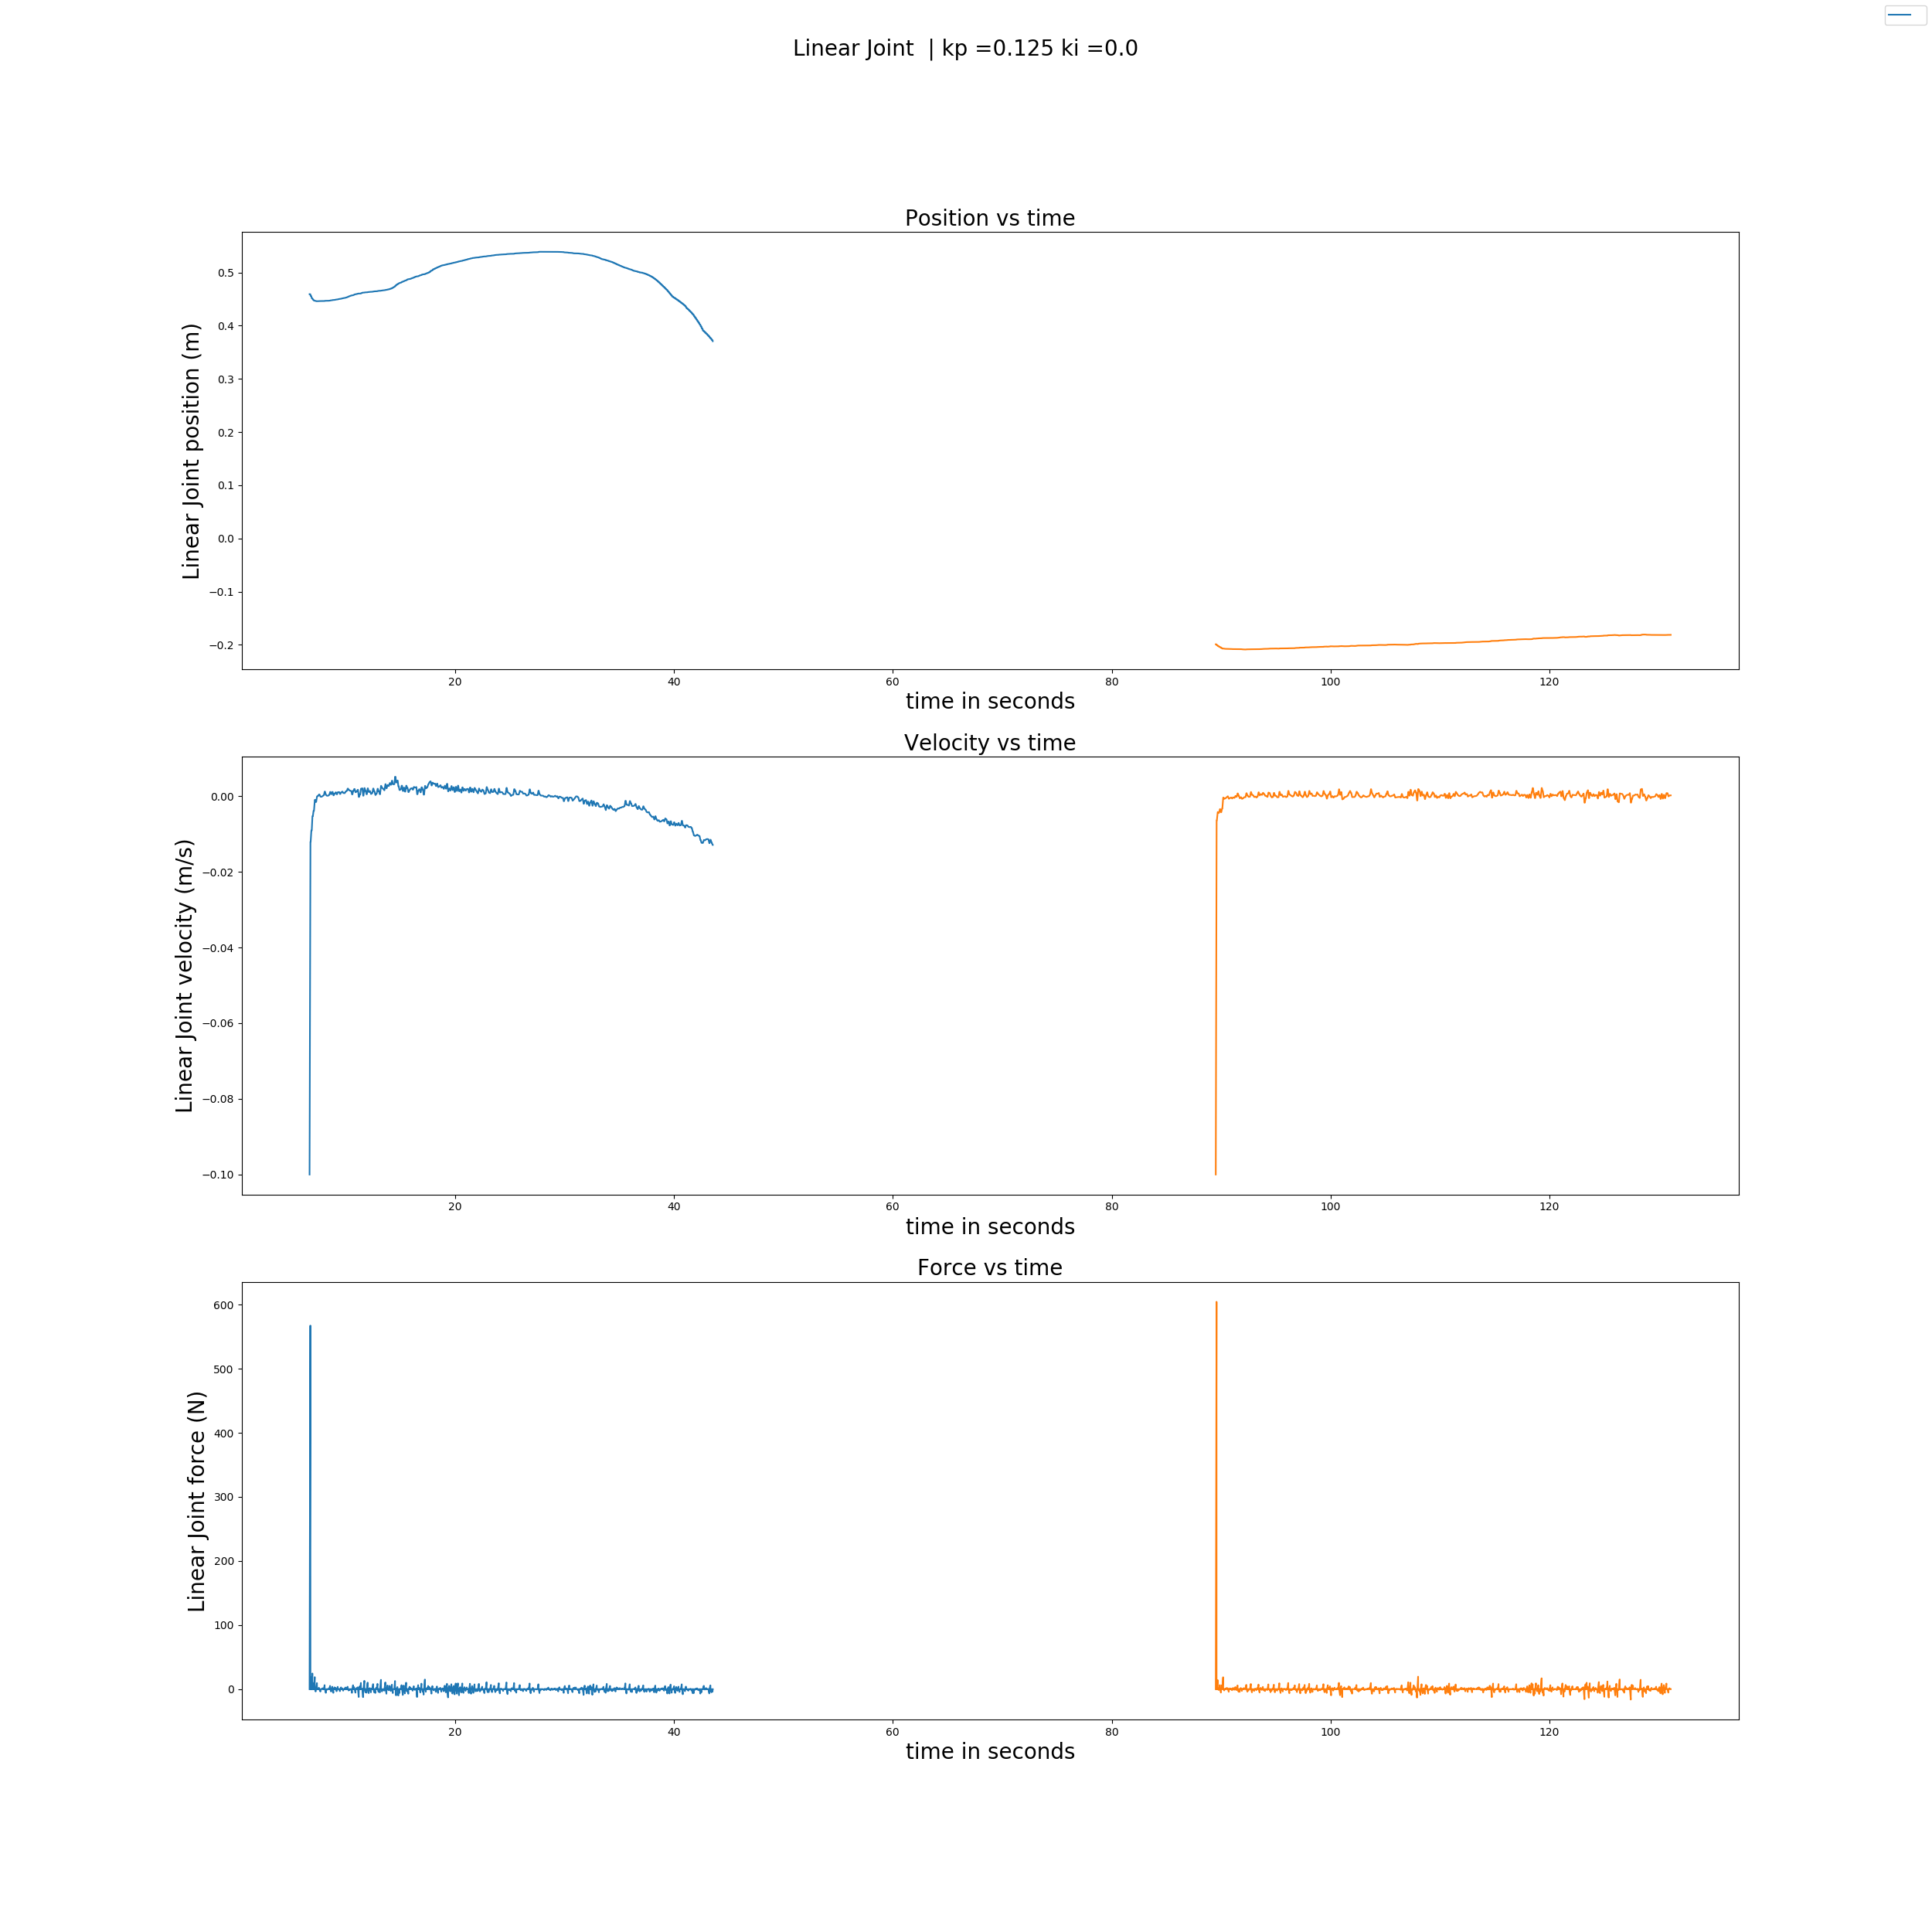 Linear Joint | kp =0.125 ki =0.0
Position vs time
Linear Joint position (m)
0.5
0.4
0.3
0.2
0.1
0.0
−0.1
−0.2
20 40 60 80 100 120
time in seconds
Velocity vs time
Linear Joint velocity (m/s)
0.00
−0.02
−0.04
−0.06
−0.08
−0.10
20 40 60 80 100 120
time in seconds
Force vs time
Linear Joint force (N)
600
500
400
300
200
100
0
20 40 60 80 100 120
time in seconds